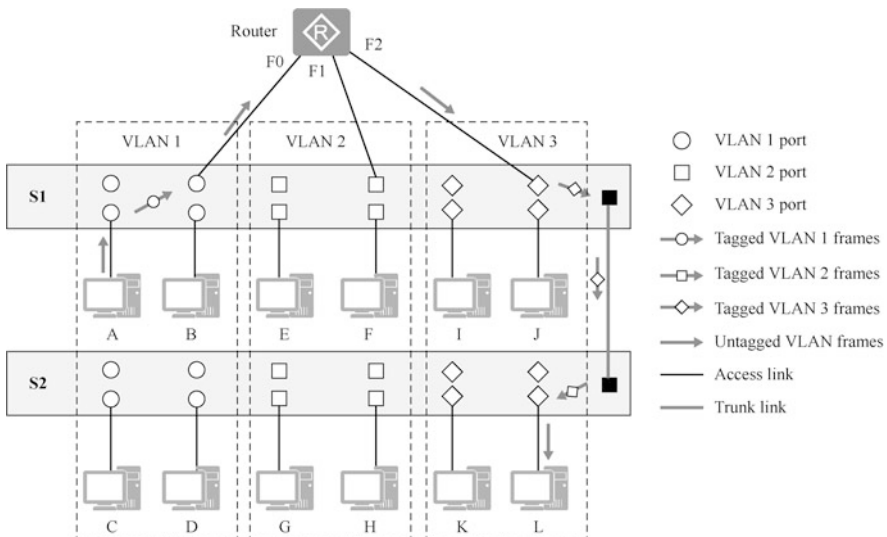 Router
R
F0
F1
F2
VLAN 1
VLAN 2
VLAN 3
S1
A
B
E
F
I
J
S2
C
D
G
H
K
L
VLAN 1 port
VLAN 2 port
VLAN 3 port
Tagged VLAN 1 frames
Tagged VLAN 2 frames
Tagged VLAN 3 frames
Untagged VLAN frames
Access link
Trunk link